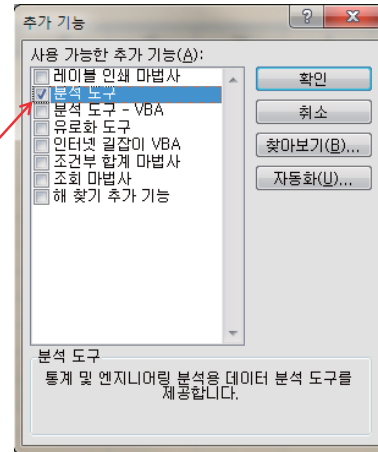 추가 기능
사용 가능한 추가 기능(A):
레이블 인쇄 마법사
분석 도구
분석 도구 - VBA
유로화 도구
인터넷 길잡이 VBA
조건부 합계 마법사
조회 마법사
해 찾기 추가 기능
확인
취소
찾아보기(B)...
자동화(U)...
분석 도구
통계 및 엔지니어링 분석용 데이터 분석 도구를
제공합니다.